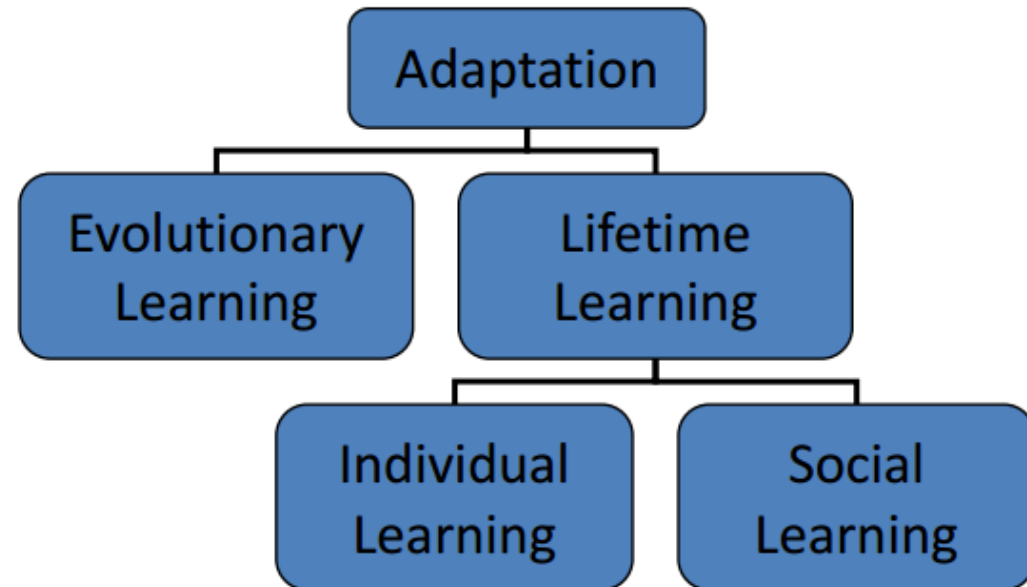 Adaptation
Evolutionary
Learning
Lifetime
Learning
Individual
Learning
Social
Learning